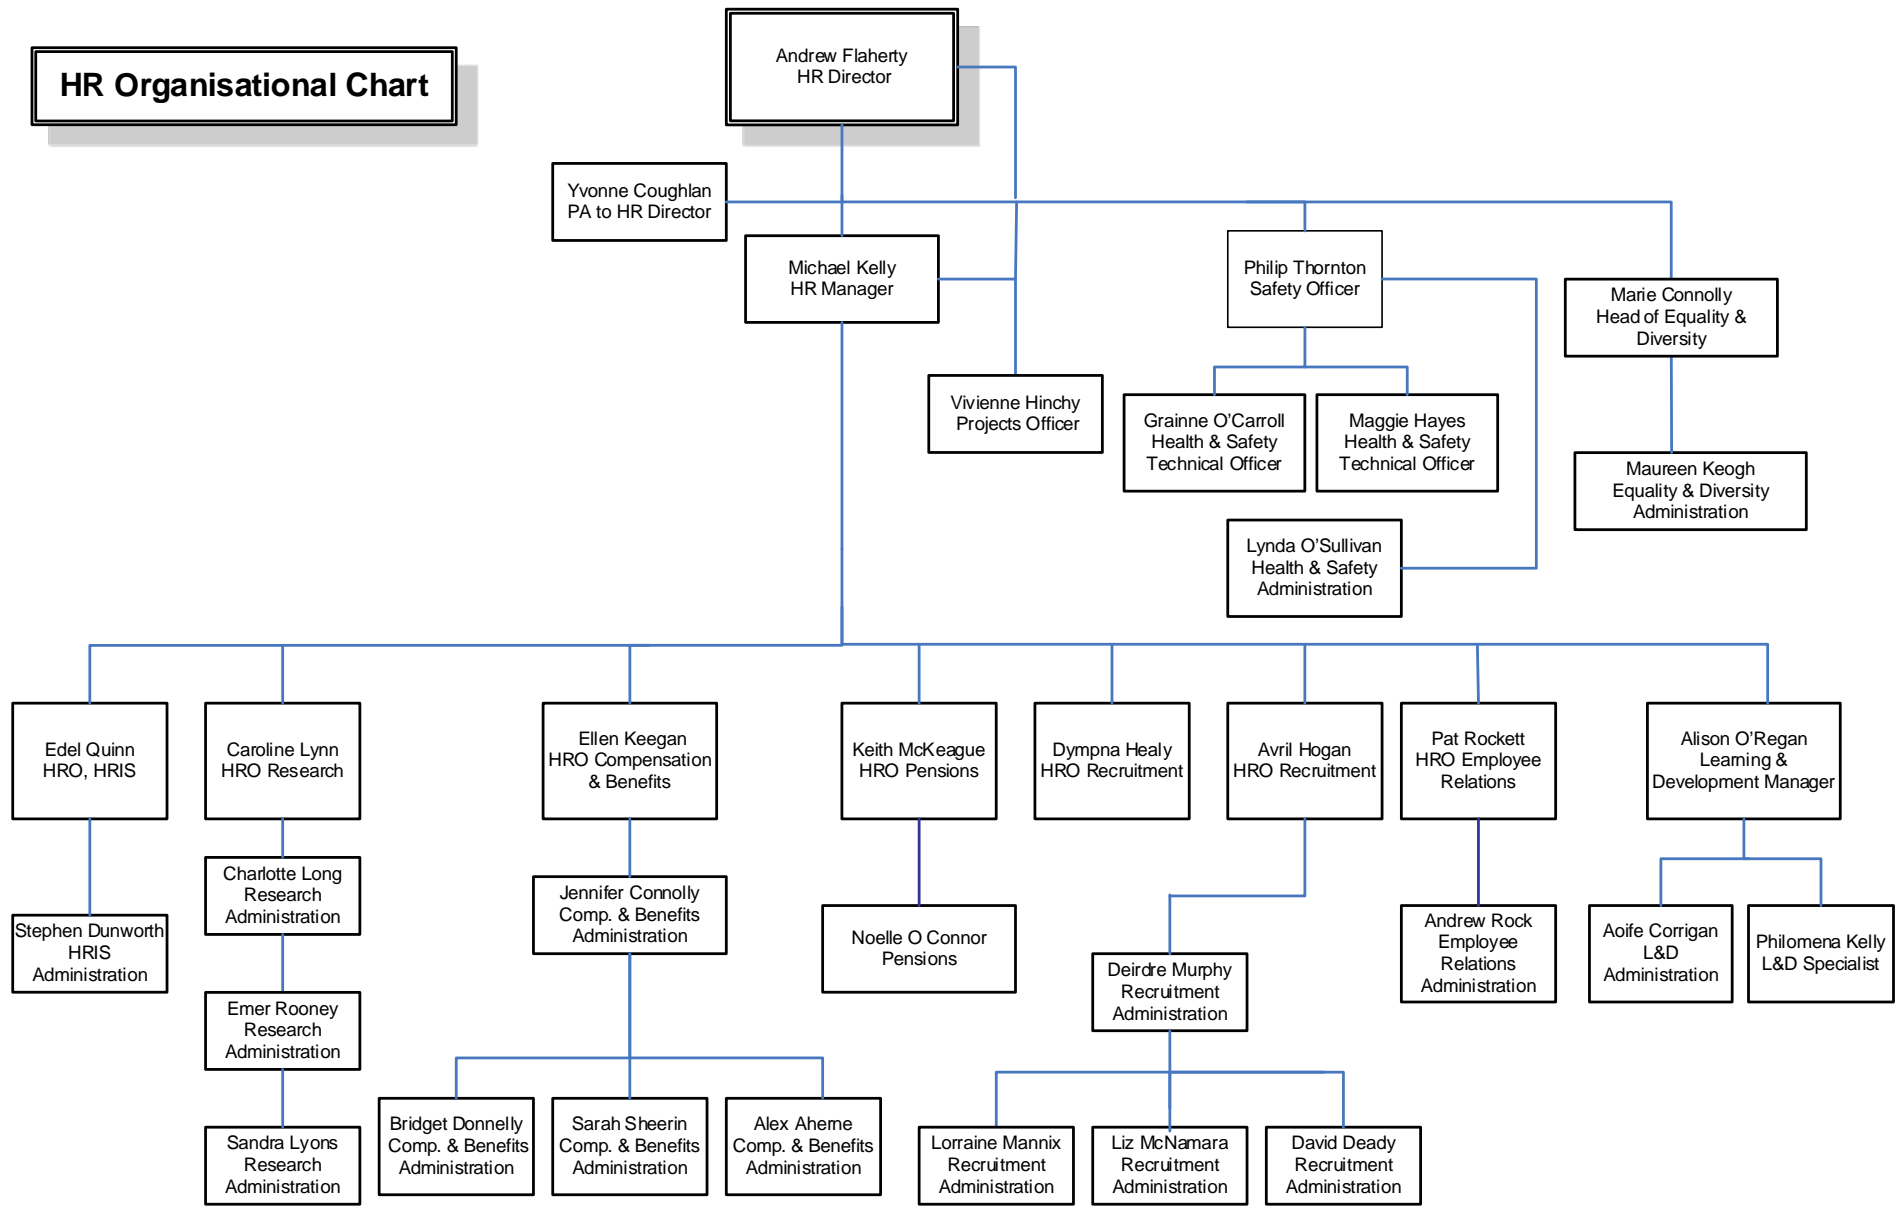 HR Organisational Chart
Andrew Flaherty
HR Director
Yvonne Coughlan
PA to HR Director
Michael Kelly
HR Manager
Philip Thornton
Safety Officer
Marie Connolly
Head of Equality &
Diversity
Vivienne Hinchy
Projects Officer
Grainne O’Carroll
Health & Safety
Technical Officer
Maggie Hayes
Health & Safety
Technical Officer
Maureen Keogh
Equality & Diversity
Administration
Lynda O’Sullivan
Health & Safety
Administration
Edel Quinn
HRO, HRIS
Caroline Lynn
HRO Research
Ellen Keegan
HRO Compensation
& Benefits
Keith McKeague
HRO Pensions
Dympna Healy
HRO Recruitment
Avril Hogan
HRO Recruitment
Pat Rockett
HRO Employee
Relations
Alison O’Regan
Learning &
Development Manager
Charlotte Long
Research
Administration
Jennifer Connolly
Comp. & Benefits
Administration
Stephen Dunworth
HRIS
Administration
Noelle O Connor
Pensions
Deirdre Murphy
Recruitment
Administration
Andrew Rock
Employee
Relations
Administration
Aoife Corrigan
L&D
Administration
Philomena Kelly
L&D Specialist
Emer Rooney
Research
Administration
Sandra Lyons
Research
Administration
Bridget Donnelly
Comp. & Benefits
Administration
Sarah Sheerin
Comp. & Benefits
Administration
Alex Aherne
Comp. & Benefits
Administration
Lorraine Mannix
Recruitment
Administration
Liz McNamara
Recruitment
Administration
David Deady
Recruitment
Administration